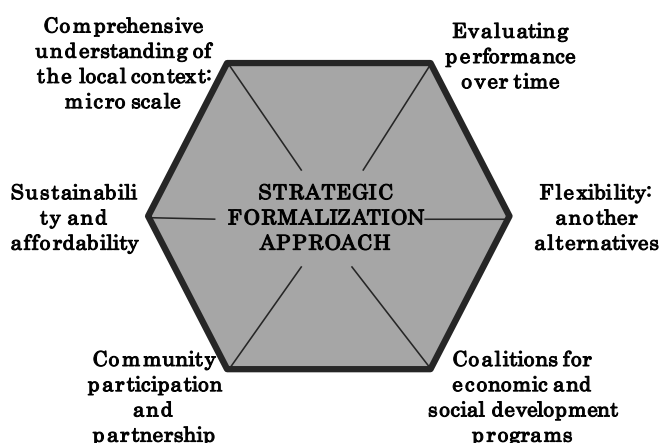 Comprehensive
understanding of
the local context:
micro scale
Evaluating
performance
over time
Sustainabili
ty and
affordability
STRATEGIC
FORMALIZATION
APPROACH
Flexibility:
another
alternatives
Community
participation
and
partnership
Coalitions for
economic and
social development
programs